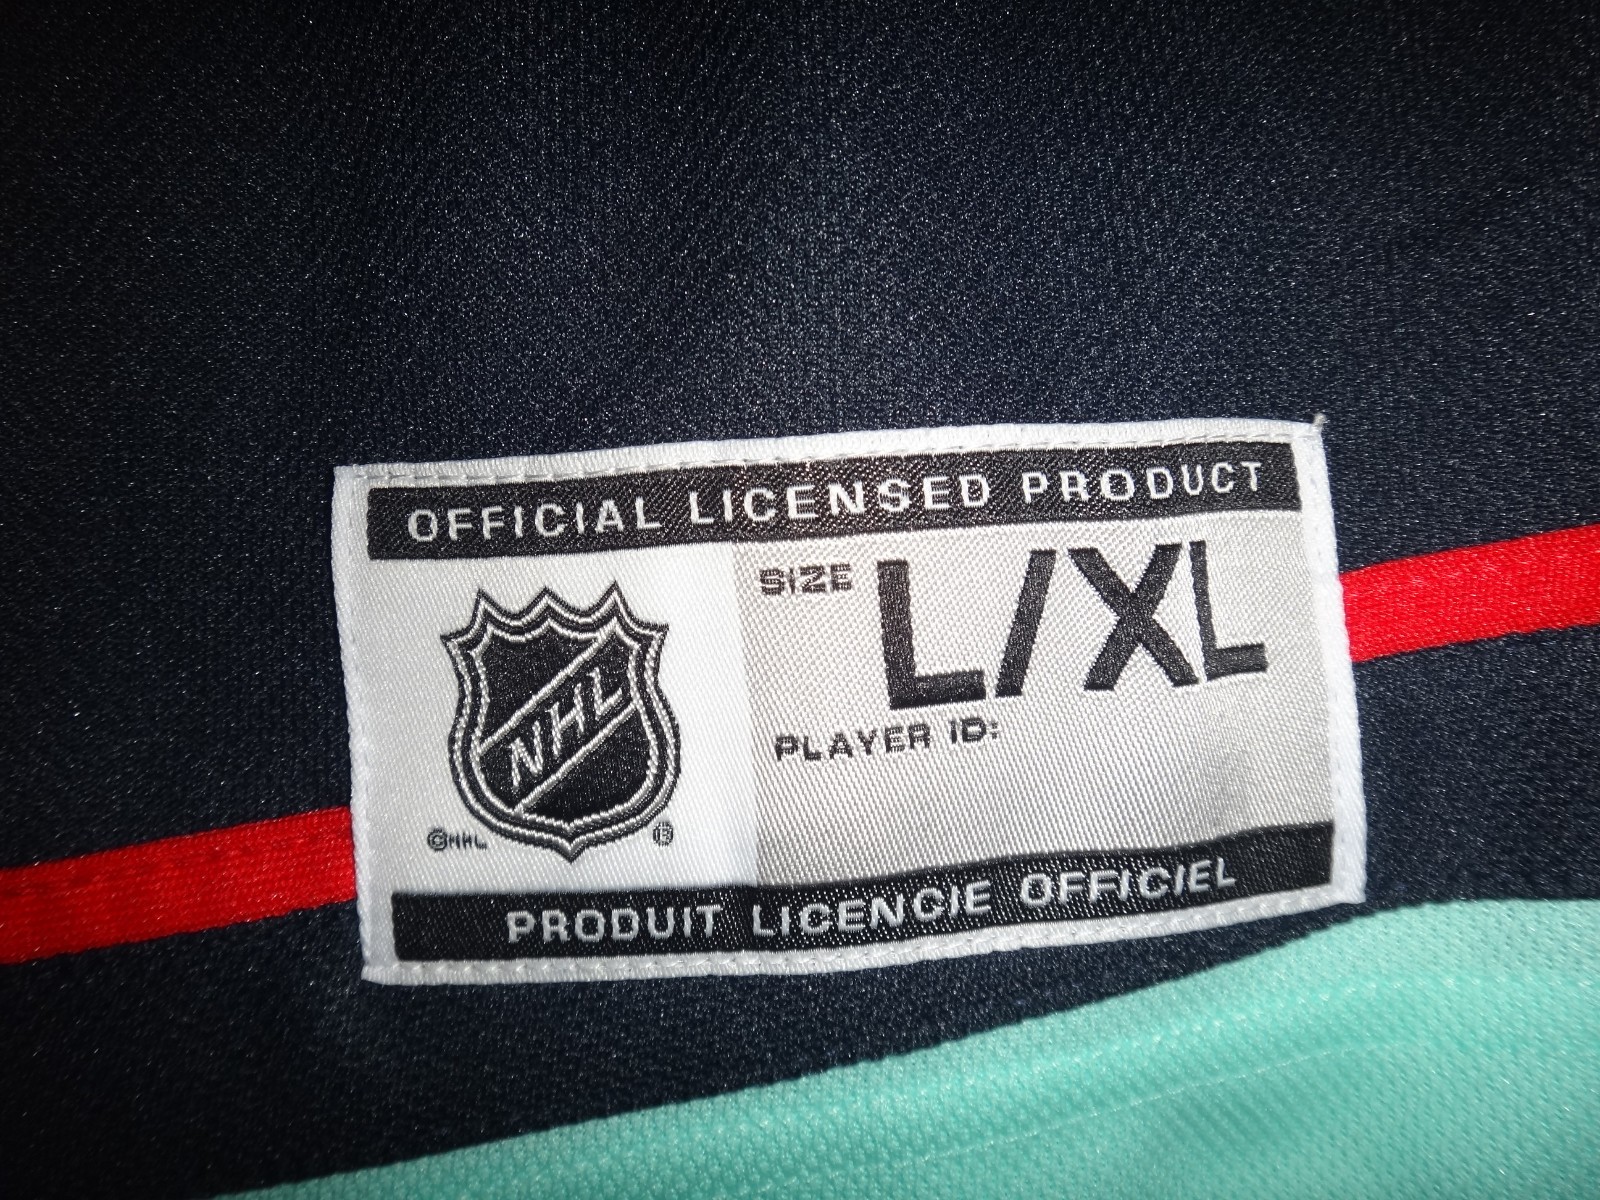 OFFICIAL LICENSED PRODUCT
SIZE L/XL
NHL
PLAYER ID:
©NHL ®
PRODUIT LICENCIE OFFICIEL